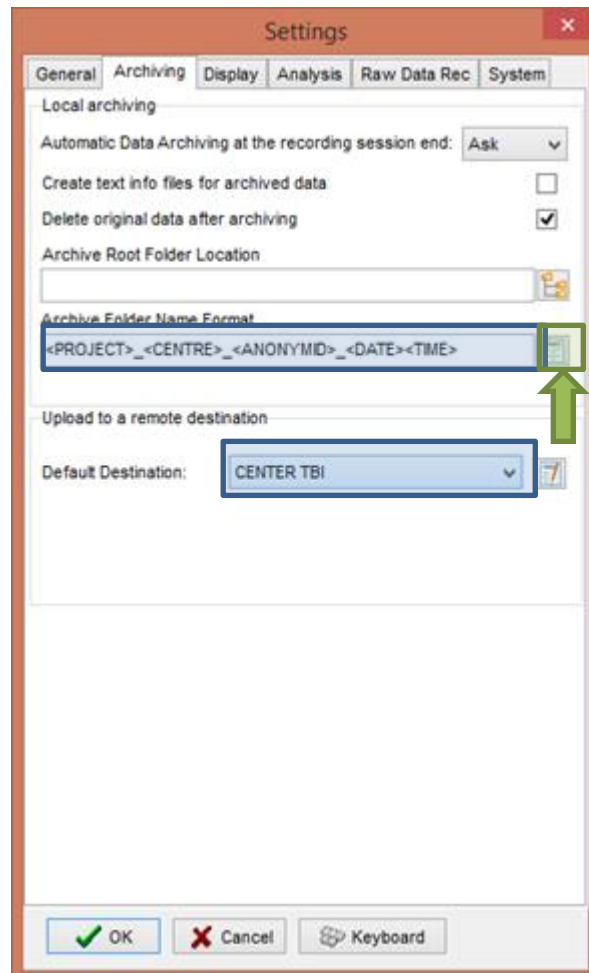 Settings
General Archiving Display Analysis Raw Data Rec System
Local archiving
Automatic Data Archiving at the recording session end: Ask
Create text info files for archived data
Delete original data after archiving
Archive Root Folder Location
Archive Folder Name Format
<PROJECT>_<CENTRE>_<ANONYMID>_<DATE><TIME>
Upload to a remote destination
Default Destination: CENTER TBI
OK Cancel Keyboard